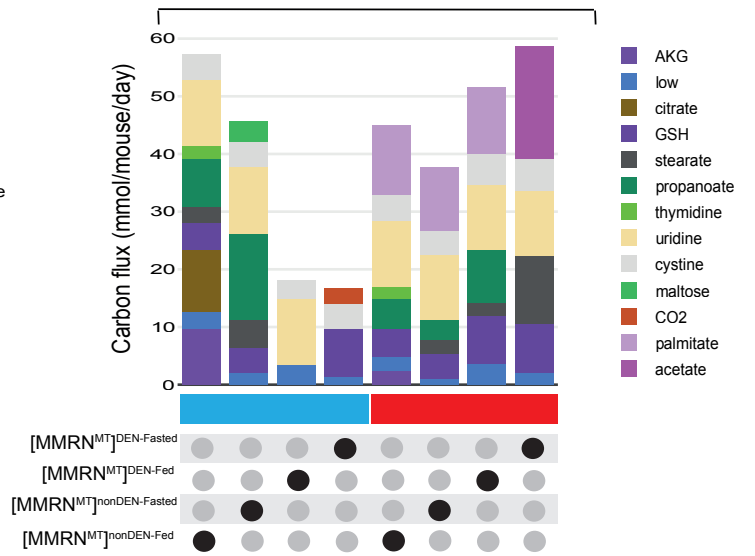 60
50
40
30
20
10
0
Carbon flux (mmol/mouse/day)
e
AKG
low
citrate
GSH
stearate
propanoate
thymidine
uridine
cystine
maltose
CO2
palmitate
acetate
[MMRN^MT]^DEN-Fasted
[MMRN^MT]^DEN-Fed
[MMRN^MT]^nonDEN-Fasted
[MMRN^MT]^nonDEN-Fed